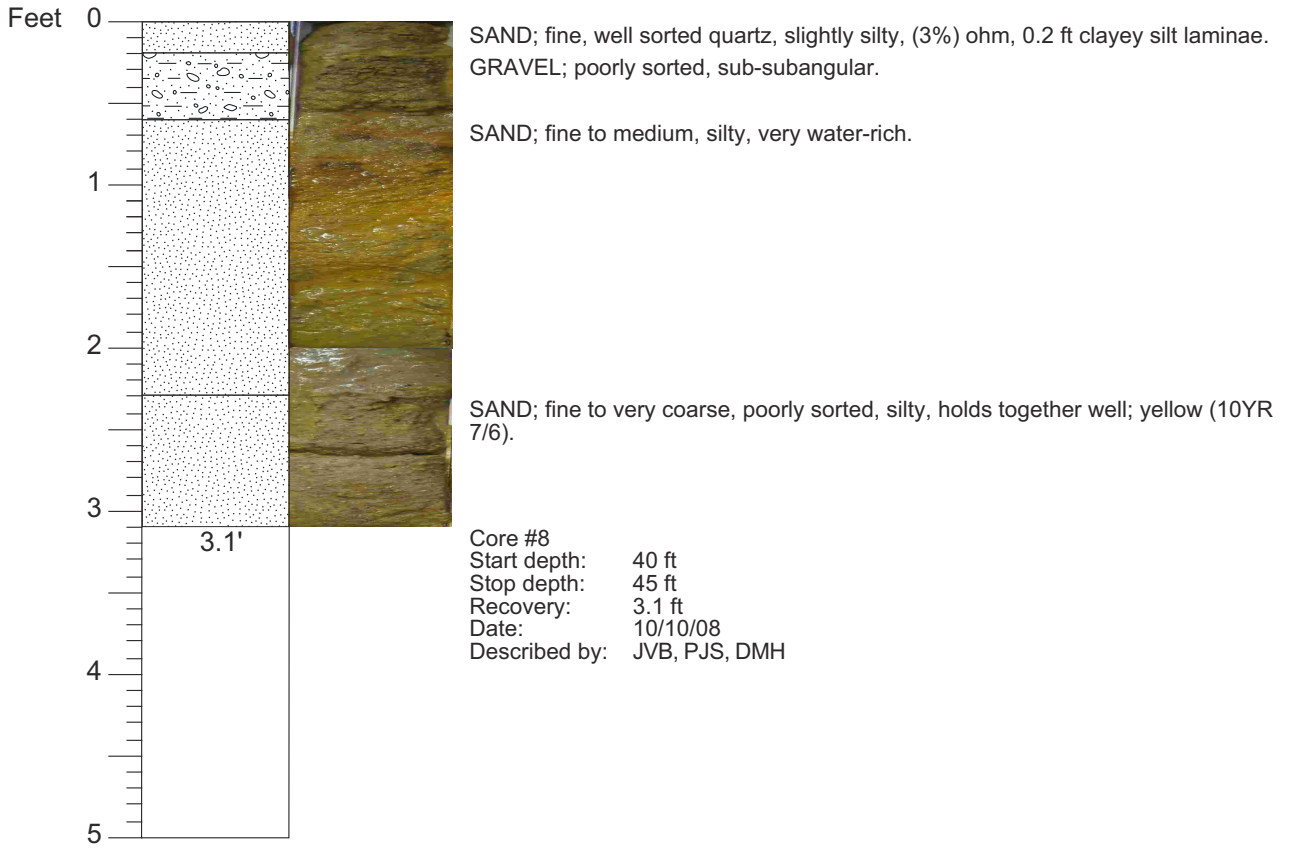 Feet 0
SAND; fine, well sorted quartz, slightly silty, (3%) ohm, 0.2 ft clayey silt laminae.
GRAVEL; poorly sorted, sub-subangular.
SAND; fine to medium, silty, very water-rich.
1
2
SAND; fine to very coarse, poorly sorted, silty, holds together well; yellow (10YR
7/6).
3
3.1'
Core #8
Start depth: 40 ft
Stop depth: 45 ft
Recovery: 3.1 ft
Date: 10/10/08
Described by: JVB, PJS, DMH
4
5